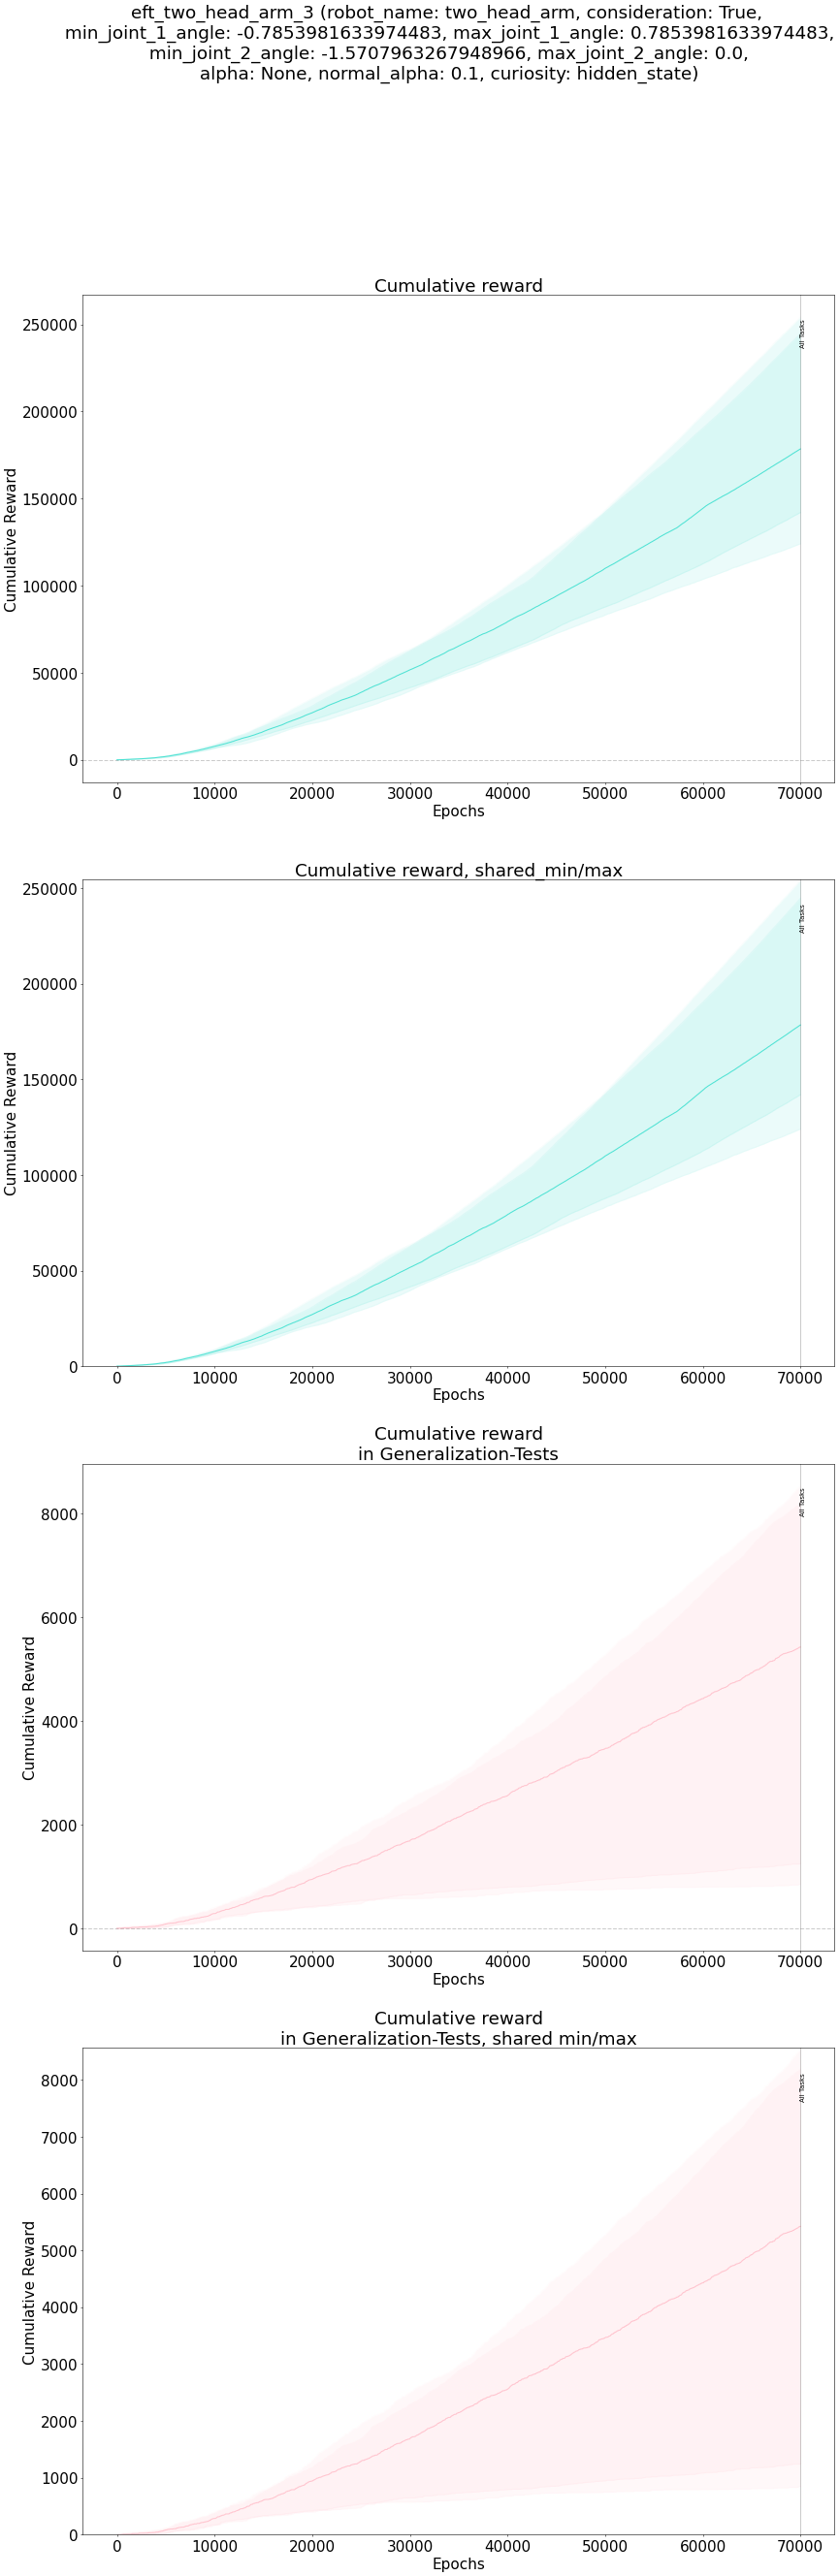 eft_two_head_arm_3 (robot_name: two_head_arm, consideration: True,
min_joint_1_angle: -0.7853981633974483, max_joint_1_angle: 0.7853981633974483,
min_joint_2_angle: -1.5707963267948966, max_joint_2_angle: 0.0,
alpha: None, normal_alpha: 0.1, curiosity: hidden_state)
Cumulative reward
250000
200000
150000
100000
50000
0
Cumulative Reward
All Tasks
0 10000 20000 30000 40000 50000 60000 70000
Epochs
Cumulative reward, shared_min/max
250000
200000
150000
100000
50000
0
Cumulative Reward
All Tasks
0 10000 20000 30000 40000 50000 60000 70000
Epochs
Cumulative reward
in Generalization-Tests
8000
6000
4000
2000
0
Cumulative Reward
All Tasks
0 10000 20000 30000 40000 50000 60000 70000
Epochs
Cumulative reward
in Generalization-Tests, shared min/max
8000
7000
6000
5000
4000
3000
2000
1000
0
Cumulative Reward
All Tasks
0 10000 20000 30000 40000 50000 60000 70000
Epochs